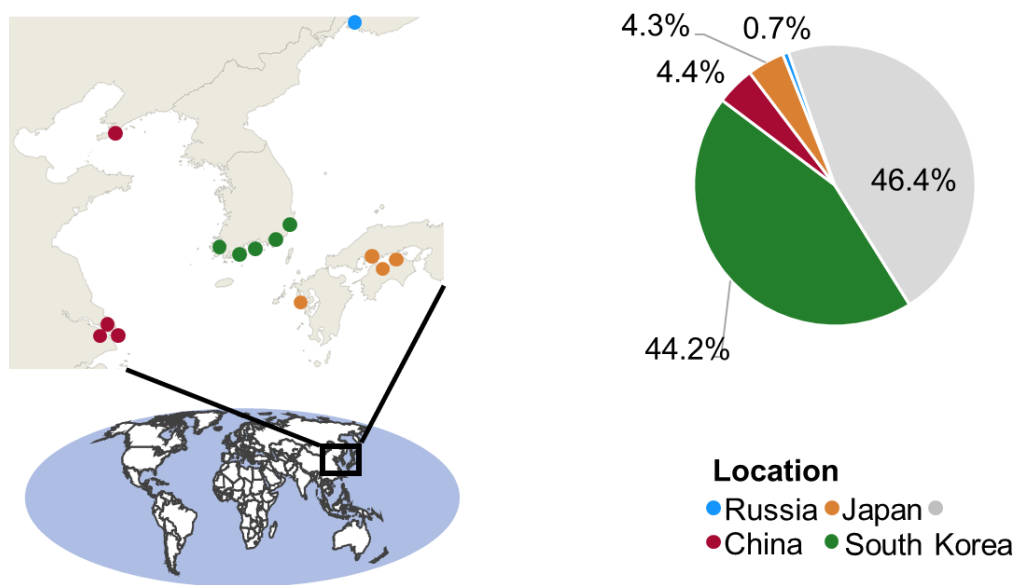 4.3%
0.7%
4.4%
46.4%
44.2%
Location
Russia Japan
China South Korea